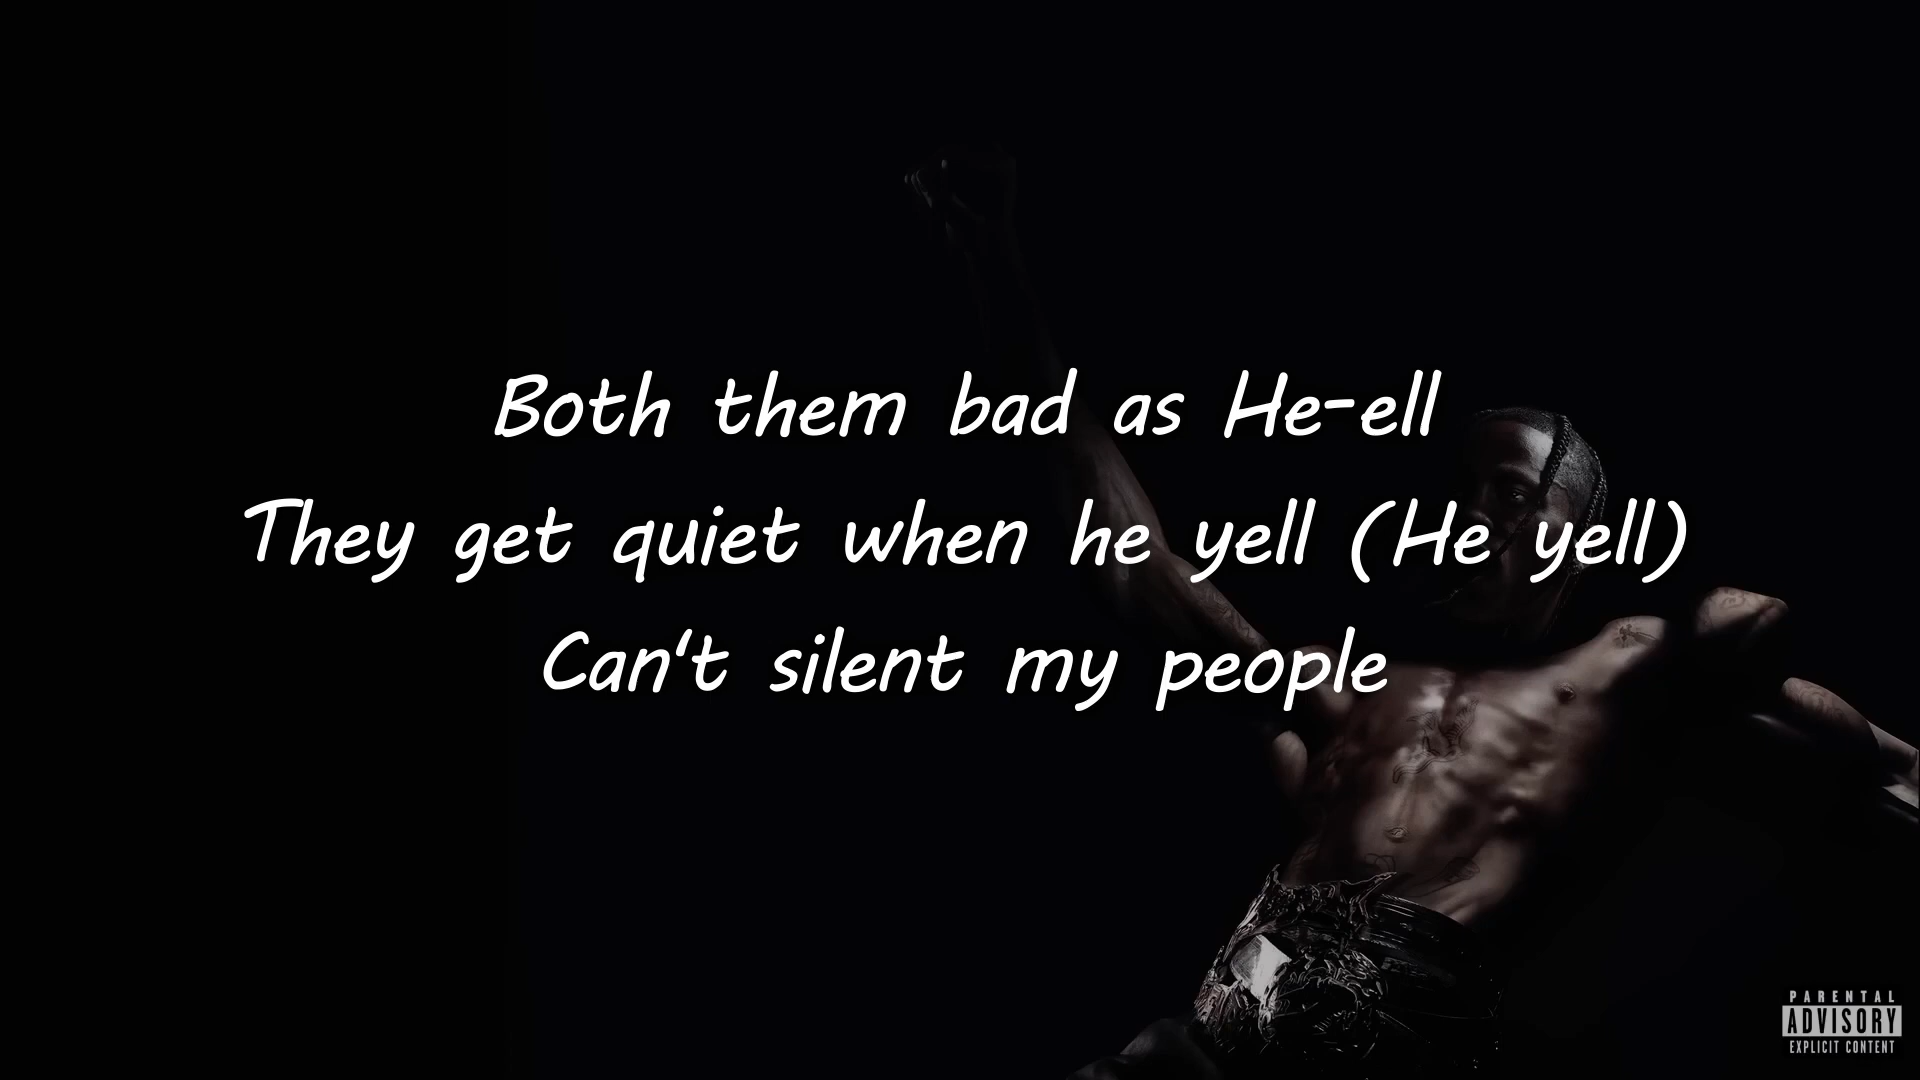 Both them bad as He-ell
They get quiet when he yell (He yell)
Can't silent my people
PARENTAL
ADVISORY
EXPLICIT CONTENT